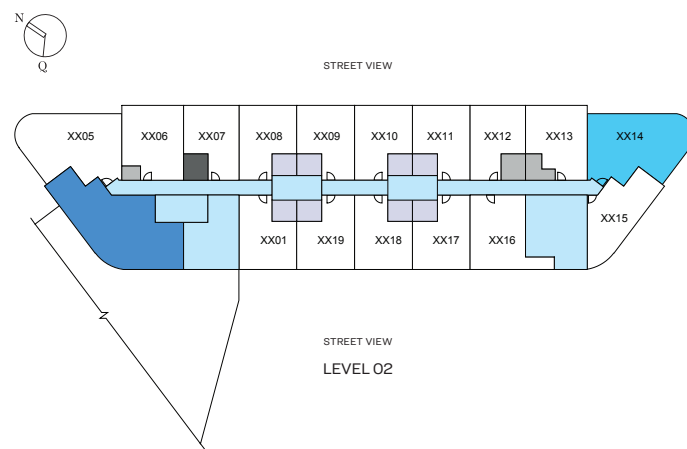 N
Q
STREET VIEW
XX05 XX06 XX07 XX08 XX09 XX10 XX11 XX12 XX13 XX14
XX15
XX01 XX19 XX18 XX17 XX16
STREET VIEW
LEVEL 02